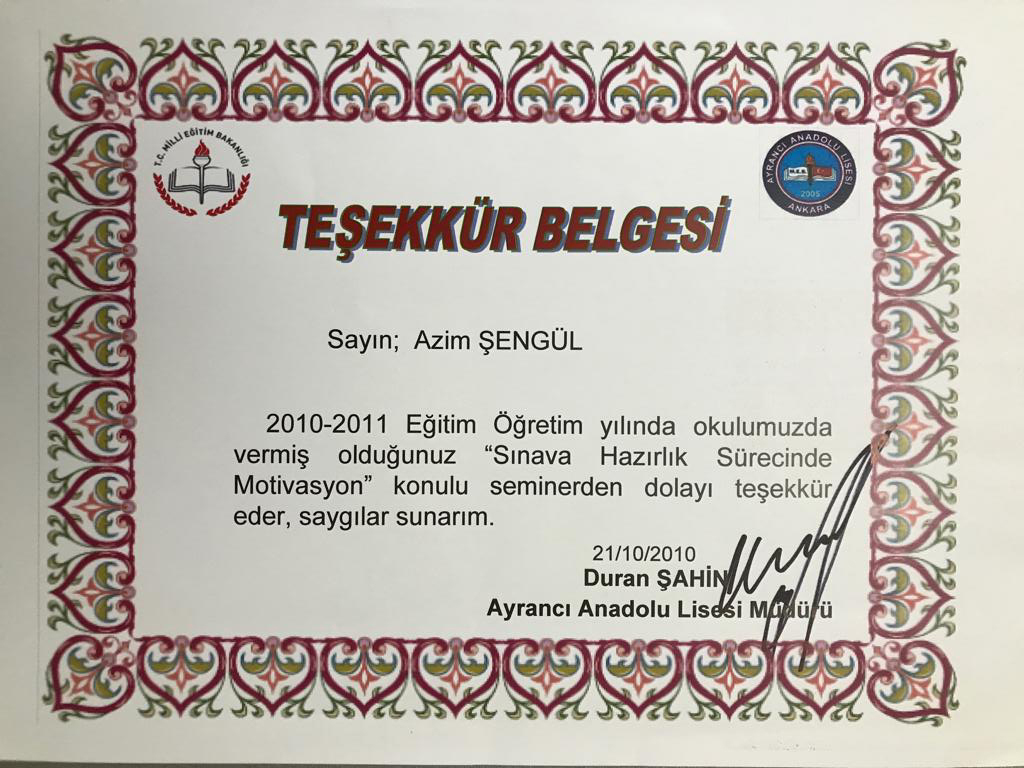 T.C. MİLLİ EĞİTİM BAKANLIĞI
AYRANCI ANADOLU LİSESİ
2005
ANKARA
TEŞEKKÜR BELGESİ
Sayın; Azim ŞENGÜL
2010-2011 Eğitim Öğretim yılında okulumuzda
vermiş olduğunuz “Sınava Hazırlık Sürecinde
Motivasyon” konulu seminerden dolayı teşekkür
eder, saygılar sunarım.
21/10/2010
Duran ŞAHİN
Ayrancı Anadolu Lisesi Müdürü